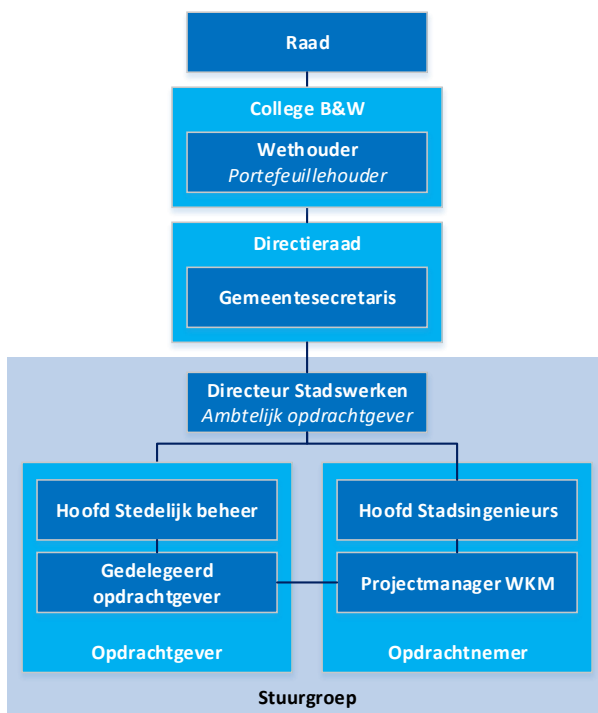 Raad
College B&W
Wethouder
Portefeuillehouder
Directieraad
Gemeentesecretaris
Directeur Stadswerken
Ambtelijk opdrachtgever
Hoofd Stedelijk beheer
Gedelegeerd
opdrachtgever
Opdrachtgever
Hoofd Stadsingenieurs
Projectmanager WKM
Opdrachtnemer
Stuurgroep